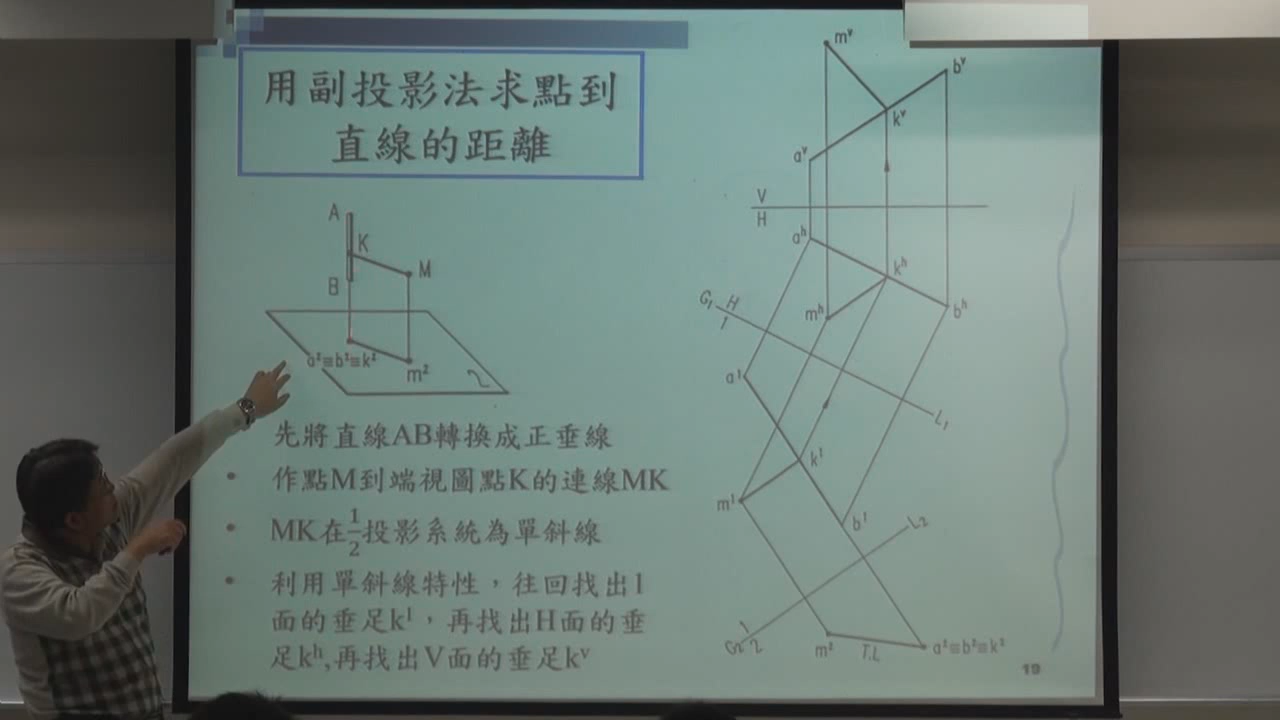 用副投影法求點到
直線的距離
A
K
M
B
a²≡b²≡k²
m²
先將直線AB轉換成正垂線
• 作點M到端視圖點K的連線MK
• MK在1/2投影系統為單斜線
• 利用單斜線特性，往回找出1
面的垂足k¹，再找出H面的垂
足kʰ,再找出V面的垂足kᵛ
mᵛ
bᵛ
kᵛ
aᵛ
V
H
aʰ
kʰ
G₁ H
1
mʰ
bʰ
a¹
L₁
k¹
m¹
b¹
L₂
G₂ 1
2
m²
T.L
a²≡b²≡k²
19